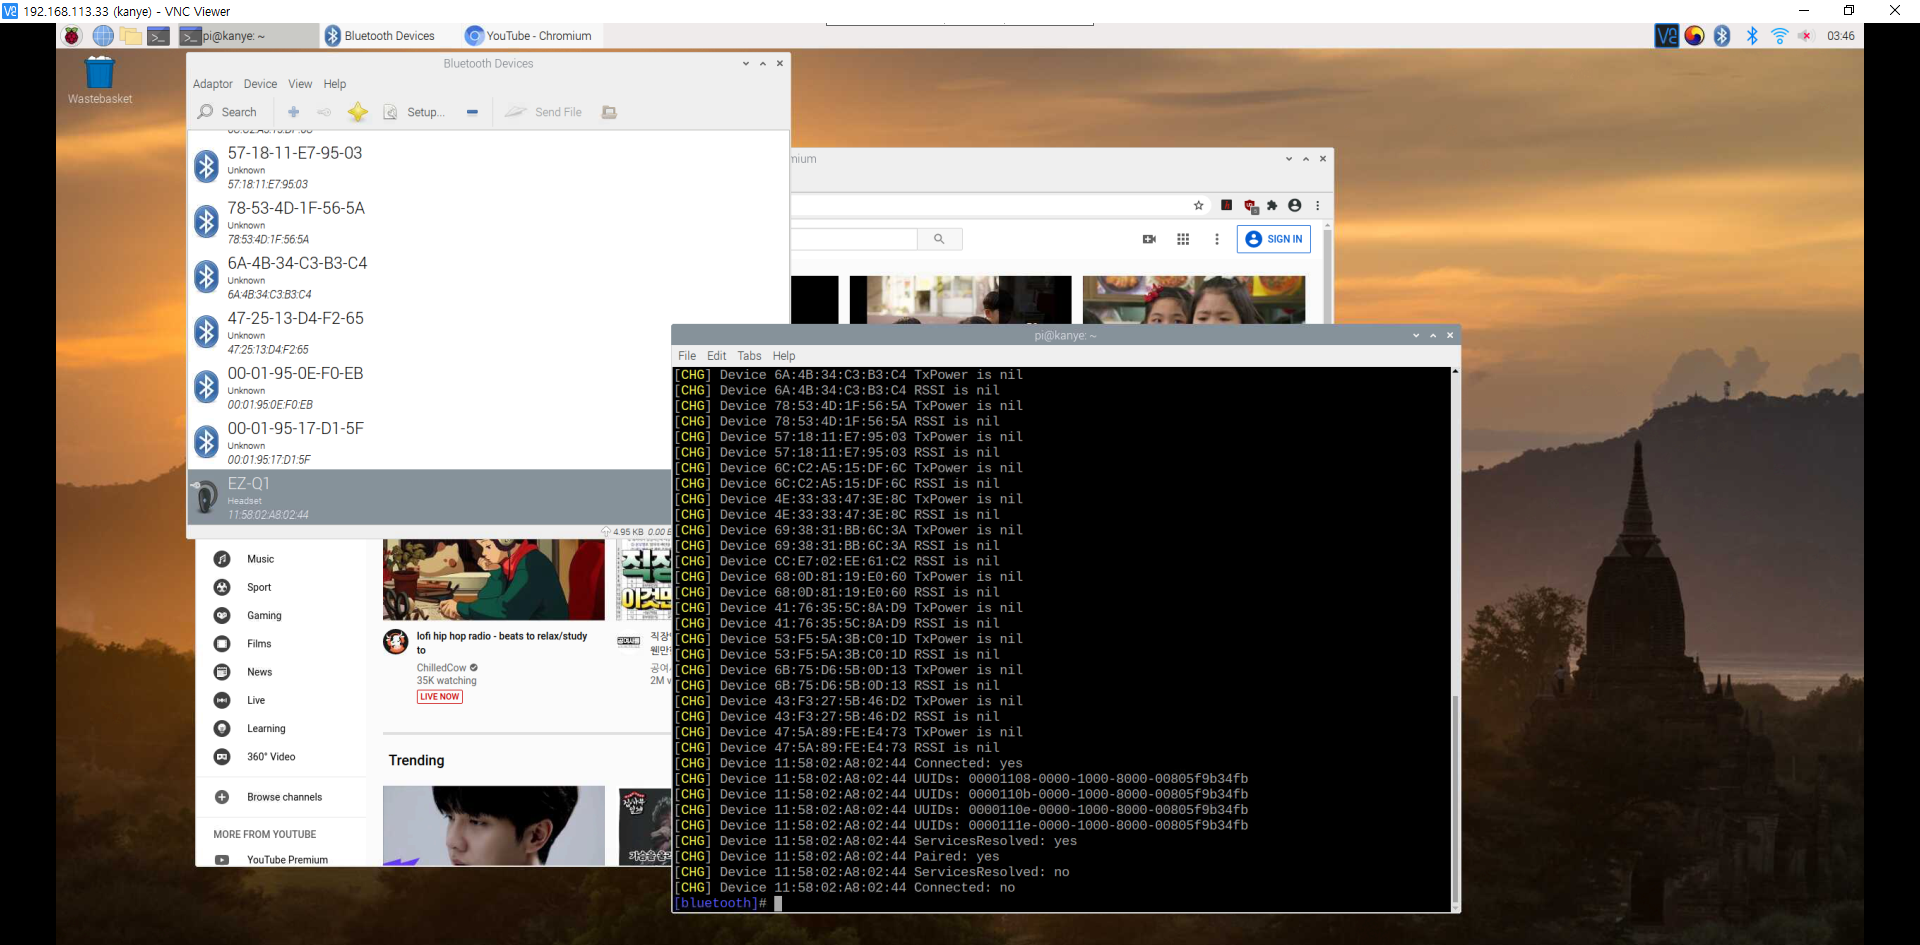 192.168.113.33 (kanye) - VNC Viewer
pi@kanye: ~
Bluetooth Devices
YouTube - Chromium
03:46
Wastebasket
Bluetooth Devices
Adaptor Device View Help
Search
Setup...
Send File
57-18-11-E7-95-03
Unknown
57:18:11:E7:95:03
78-53-4D-1F-56-5A
Unknown
78:53:4D:1F:56:5A
6A-4B-34-C3-B3-C4
Unknown
6A:4B:34:C3:B3:C4
47-25-13-D4-F2-65
Unknown
47:25:13:D4:F2:65
00-01-95-0E-F0-EB
Unknown
00:01:95:0E:F0:EB
00-01-95-17-D1-5F
Unknown
00:01:95:17:D1:5F
EZ-Q1
Headset
11:58:02:A8:02:44
4.95 KB 0.00
mium
SIGN IN
Music
Sport
Gaming
Films
News
Live
Learning
360° Video
Browse channels
MORE FROM YOUTUBE
YouTube Premium
lofi hip hop radio - beats to relax/study
to
ChilledCow
35K watching
LIVE NOW
직장
이것만
직장
웬만
공여
2M v
Trending
pi@kanye: ~
File Edit Tabs Help
[CHG] Device 6A:4B:34:C3:B3:C4 TxPower is nil
[CHG] Device 6A:4B:34:C3:B3:C4 RSSI is nil
[CHG] Device 78:53:4D:1F:56:5A TxPower is nil
[CHG] Device 78:53:4D:1F:56:5A RSSI is nil
[CHG] Device 57:18:11:E7:95:03 TxPower is nil
[CHG] Device 57:18:11:E7:95:03 RSSI is nil
[CHG] Device 6C:C2:A5:15:DF:6C TxPower is nil
[CHG] Device 6C:C2:A5:15:DF:6C RSSI is nil
[CHG] Device 4E:33:33:47:3E:8C TxPower is nil
[CHG] Device 4E:33:33:47:3E:8C RSSI is nil
[CHG] Device 69:38:31:BB:6C:3A TxPower is nil
[CHG] Device 69:38:31:BB:6C:3A RSSI is nil
[CHG] Device CC:E7:02:EE:61:C2 RSSI is nil
[CHG] Device 68:0D:81:19:E0:60 TxPower is nil
[CHG] Device 68:0D:81:19:E0:60 RSSI is nil
[CHG] Device 41:76:35:5C:8A:D9 TxPower is nil
[CHG] Device 41:76:35:5C:8A:D9 RSSI is nil
[CHG] Device 53:F5:5A:3B:C0:1D TxPower is nil
[CHG] Device 53:F5:5A:3B:C0:1D RSSI is nil
[CHG] Device 6B:75:D6:5B:0D:13 TxPower is nil
[CHG] Device 6B:75:D6:5B:0D:13 RSSI is nil
[CHG] Device 43:F3:27:5B:46:D2 TxPower is nil
[CHG] Device 43:F3:27:5B:46:D2 RSSI is nil
[CHG] Device 47:5A:89:FE:E4:73 TxPower is nil
[CHG] Device 47:5A:89:FE:E4:73 RSSI is nil
[CHG] Device 11:58:02:A8:02:44 Connected: yes
[CHG] Device 11:58:02:A8:02:44 UUIDs: 00001108-0000-1000-8000-00805f9b34fb
[CHG] Device 11:58:02:A8:02:44 UUIDs: 0000110b-0000-1000-8000-00805f9b34fb
[CHG] Device 11:58:02:A8:02:44 UUIDs: 0000110e-0000-1000-8000-00805f9b34fb
[CHG] Device 11:58:02:A8:02:44 UUIDs: 0000111e-0000-1000-8000-00805f9b34fb
[CHG] Device 11:58:02:A8:02:44 ServicesResolved: yes
[CHG] Device 11:58:02:A8:02:44 Paired: yes
[CHG] Device 11:58:02:A8:02:44 ServicesResolved: no
[CHG] Device 11:58:02:A8:02:44 Connected: no
[bluetooth]#